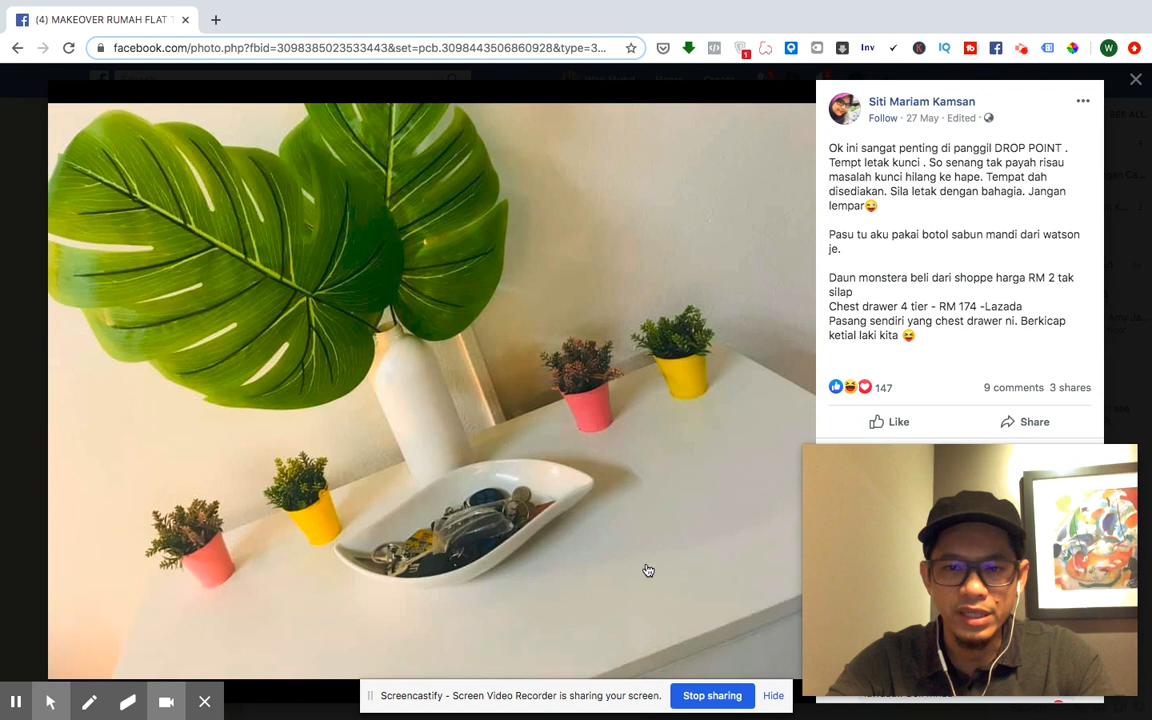 (4) MAKEOVER RUMAH FLAT
facebook.com/photo.php?fbid=3098385023533443&set=pcb.3098443506860928&type=3...
1
Inv
IQ
W
Siti Mariam Kamsan
Follow · 27 May · Edited ·
SEE ALL
Ok ini sangat penting di panggil DROP POINT .
Tempt letak kunci . So senang tak payah risau
masalah kunci hilang ke hape. Tempat dah
disediakan. Sila letak dengan bahagia. Jangan
lempar😜
Pasu tu aku pakai botol sabun mandi dari watson
je.
Daun monstera beli dari shoppe harga RM 2 tak
silap
Chest drawer 4 tier - RM 174 -Lazada
Pasang sendiri yang chest drawer ni. Berkicap
ketial laki kita 😝
147
9 comments 3 shares
Like
Share
Screencastify - Screen Video Recorder is sharing your screen.
Stop sharing
Hide